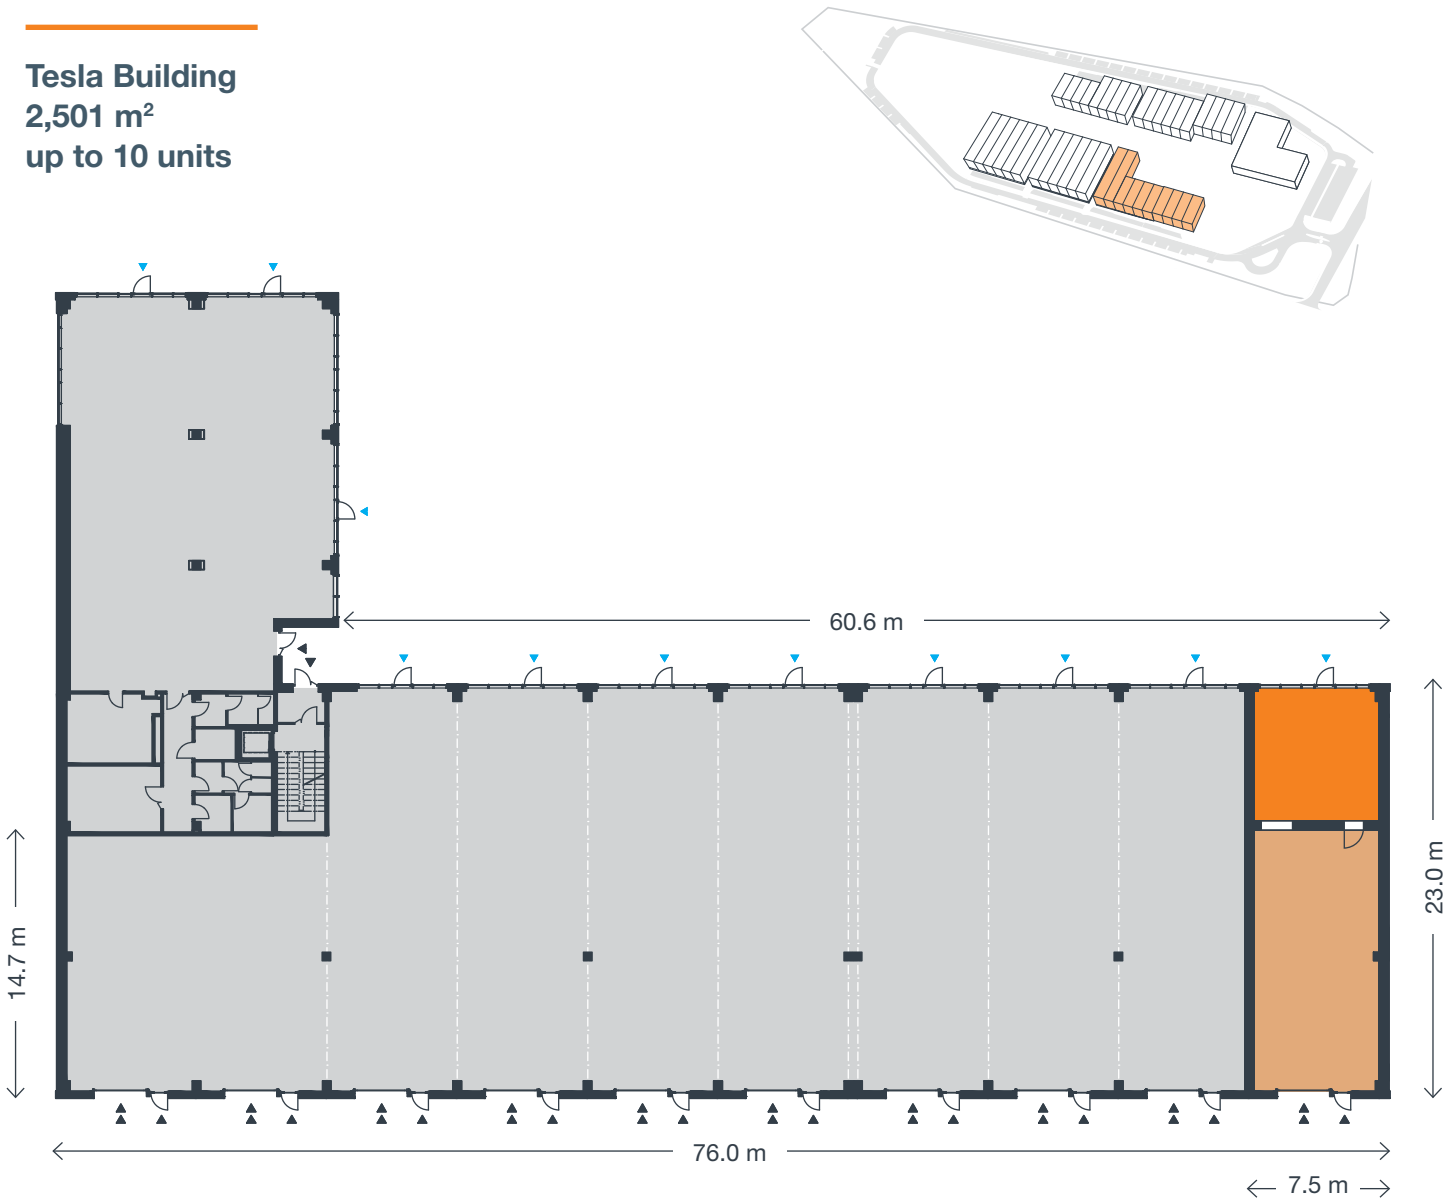 Tesla Building
2,501 m²
up to 10 units
60.6 m
23.0 m
14.7 m
76.0 m
7.5 m